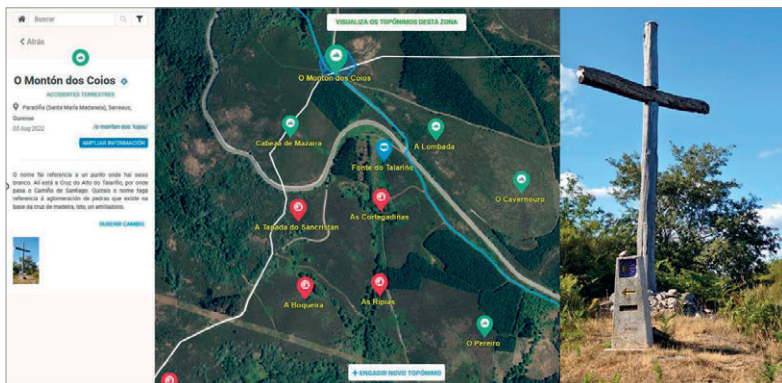 Buscar
Atrás
O Montón dos Coios
ACCIDENTES TERRESTRES
Paradiña (Santa María Madanela), Sarreaus,
Ourense
03 Aug 2022
AMPLIAR INFORMACIÓN
O nome fai referencia a un punto onde hai seixo
branco. Alí está a Cruz do Alto do Talariño, por onde
pasa o Camiño de Santiago. Quizais o nome faga
referencia á aglomeración de pedras que existe na
base da cruz de madeira, isto, un amilladoiro.
SUXERIR CAMBIO
VISUALIZA OS TOPÓNIMOS DESTA ZONA
O Montón dos Coios
Cabeza de Mazaira
A Lombada
Fonte do Talariño
O Cavernouro
As Cortegadiñas
A Tapada do Sancristán
A Boqueira
As Ripias
O Pereiro
+ ENGADIR NOVO TOPÓNIMO